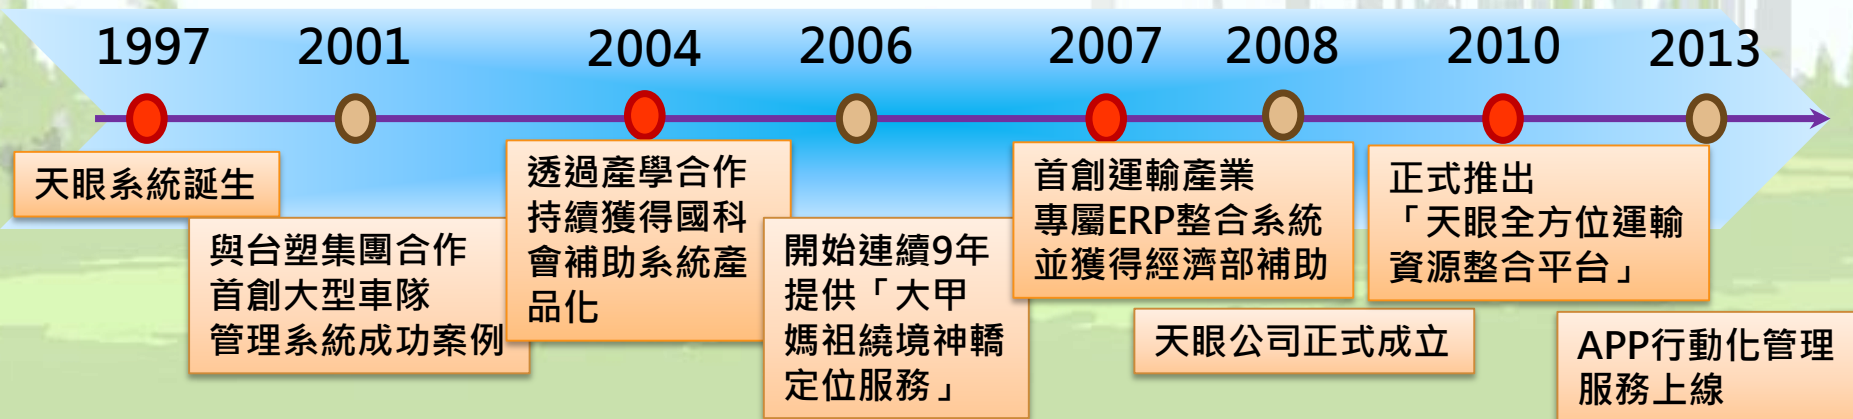 1997
2001
2004
2006
2007
2008
2010
2013
天眼系統誕生
與台塑集團合作
首創大型車隊
管理系統成功案例
透過產學合作
持續獲得國科
會補助系統產
品化
開始連續9年
提供「大甲
媽祖繞境神轎
定位服務」
首創運輸產業
專屬ERP整合系統
並獲得經濟部補助
天眼公司正式成立
正式推出
「天眼全方位運輸
資源整合平台」
APP行動化管理
服務上線